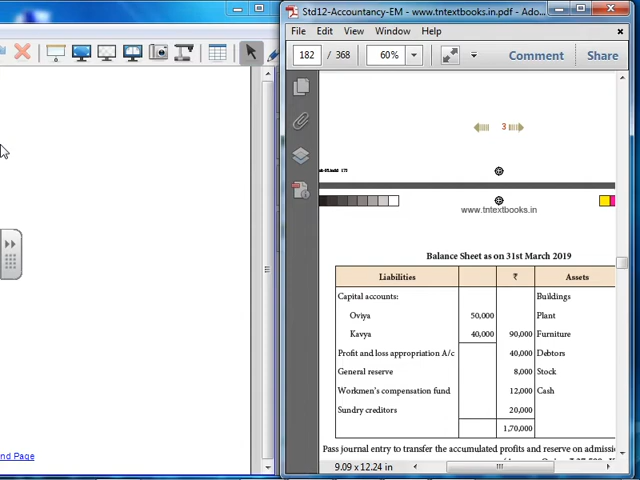 Std12-Accountancy-EM - www.tntextbooks.in.pdf - Ado...
File Edit View Window Help
182 / 368 60% Comment Share
3
www.tntextbooks.in
Balance Sheet as on 31st March 2019
Liabilities ₹ Assets
Capital accounts: Buildings
Oviya 50,000 Plant
Kavya 40,000 90,000 Furniture
Profit and loss appropriation A/c 40,000 Debtors
General reserve 8,000 Stock
Workmen's compensation fund 12,000 Cash
Sundry creditors 20,000
1,70,000
Pass journal entry to transfer the accumulated profits and reserve on admissi
nd Page
9.09 x 12.24 in